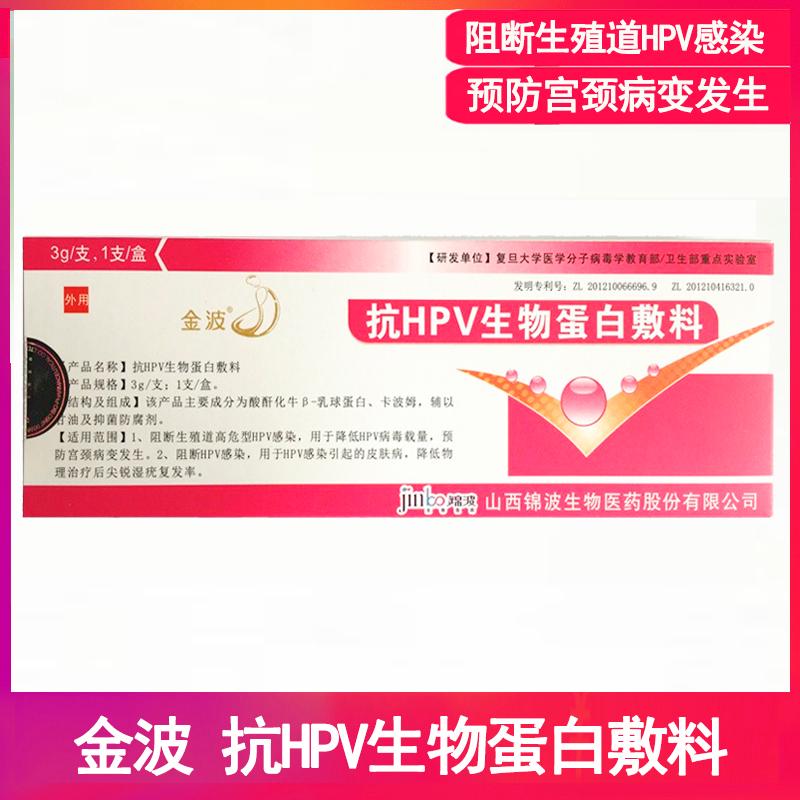 阻断生殖道HPV感染
预防宫颈病变发生
3g/支,1支/盒
【研发单位】复旦大学医学分子病毒学教育部/卫生部重点实验室
发明专利号: ZL 201210066696.9 ZL 201210416321.0
外用
金波®
抗HPV生物蛋白敷料
产品名称】抗HPV生物蛋白敷料
产品规格】3g/支; 1支/盒。
结构及组成】该产品主要成分为酸酐化牛β-乳球蛋白、卡波姆,辅以
甘油及抑菌防腐剂。
【适用范围】1、阻断生殖道高危型HPV感染,用于降低HPV病毒载量,预
防宫颈病变发生。2、阻断HPV感染,用于HPV感染引起的皮肤病,降低物
理治疗后尖锐湿疣复发率。
jinbo 锦波 山西锦波生物医药股份有限公司
金波 抗HPV生物蛋白敷料